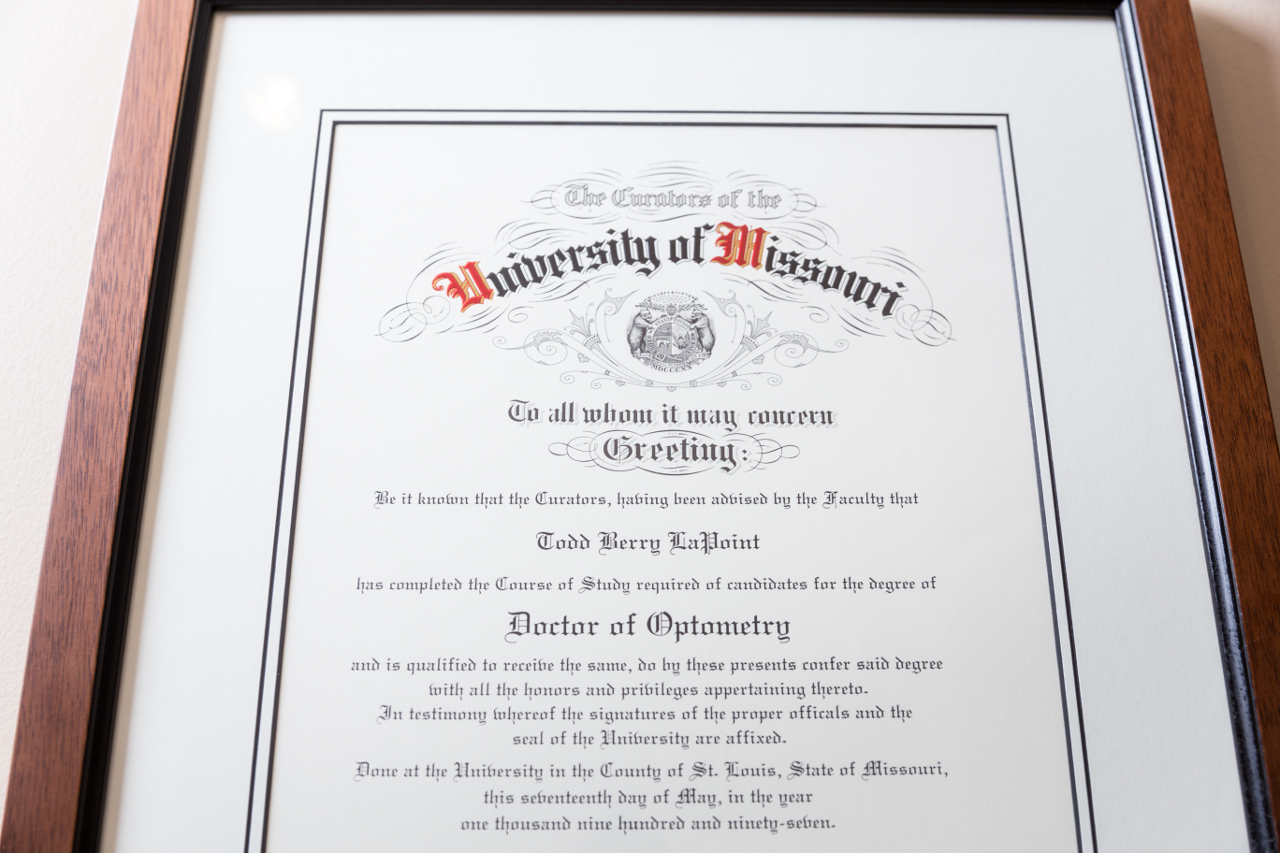 The Curators of the
University of Missouri
MDCCCXX
To all whom it may concern
Greeting:
Be it known that the Curators, having been advised by the Faculty that
Todd Berry LaPoint
has completed the Course of Study required of candidates for the degree of
Doctor of Optometry
and is qualified to receive the same, do by these presents confer said degree
with all the honors and privileges appertaining thereto.
In testimony whereof the signatures of the proper officals and the
seal of the University are affixed.
Done at the University in the County of St. Louis, State of Missouri,
this seventeenth day of May, in the year
one thousand nine hundred and ninety-seven.